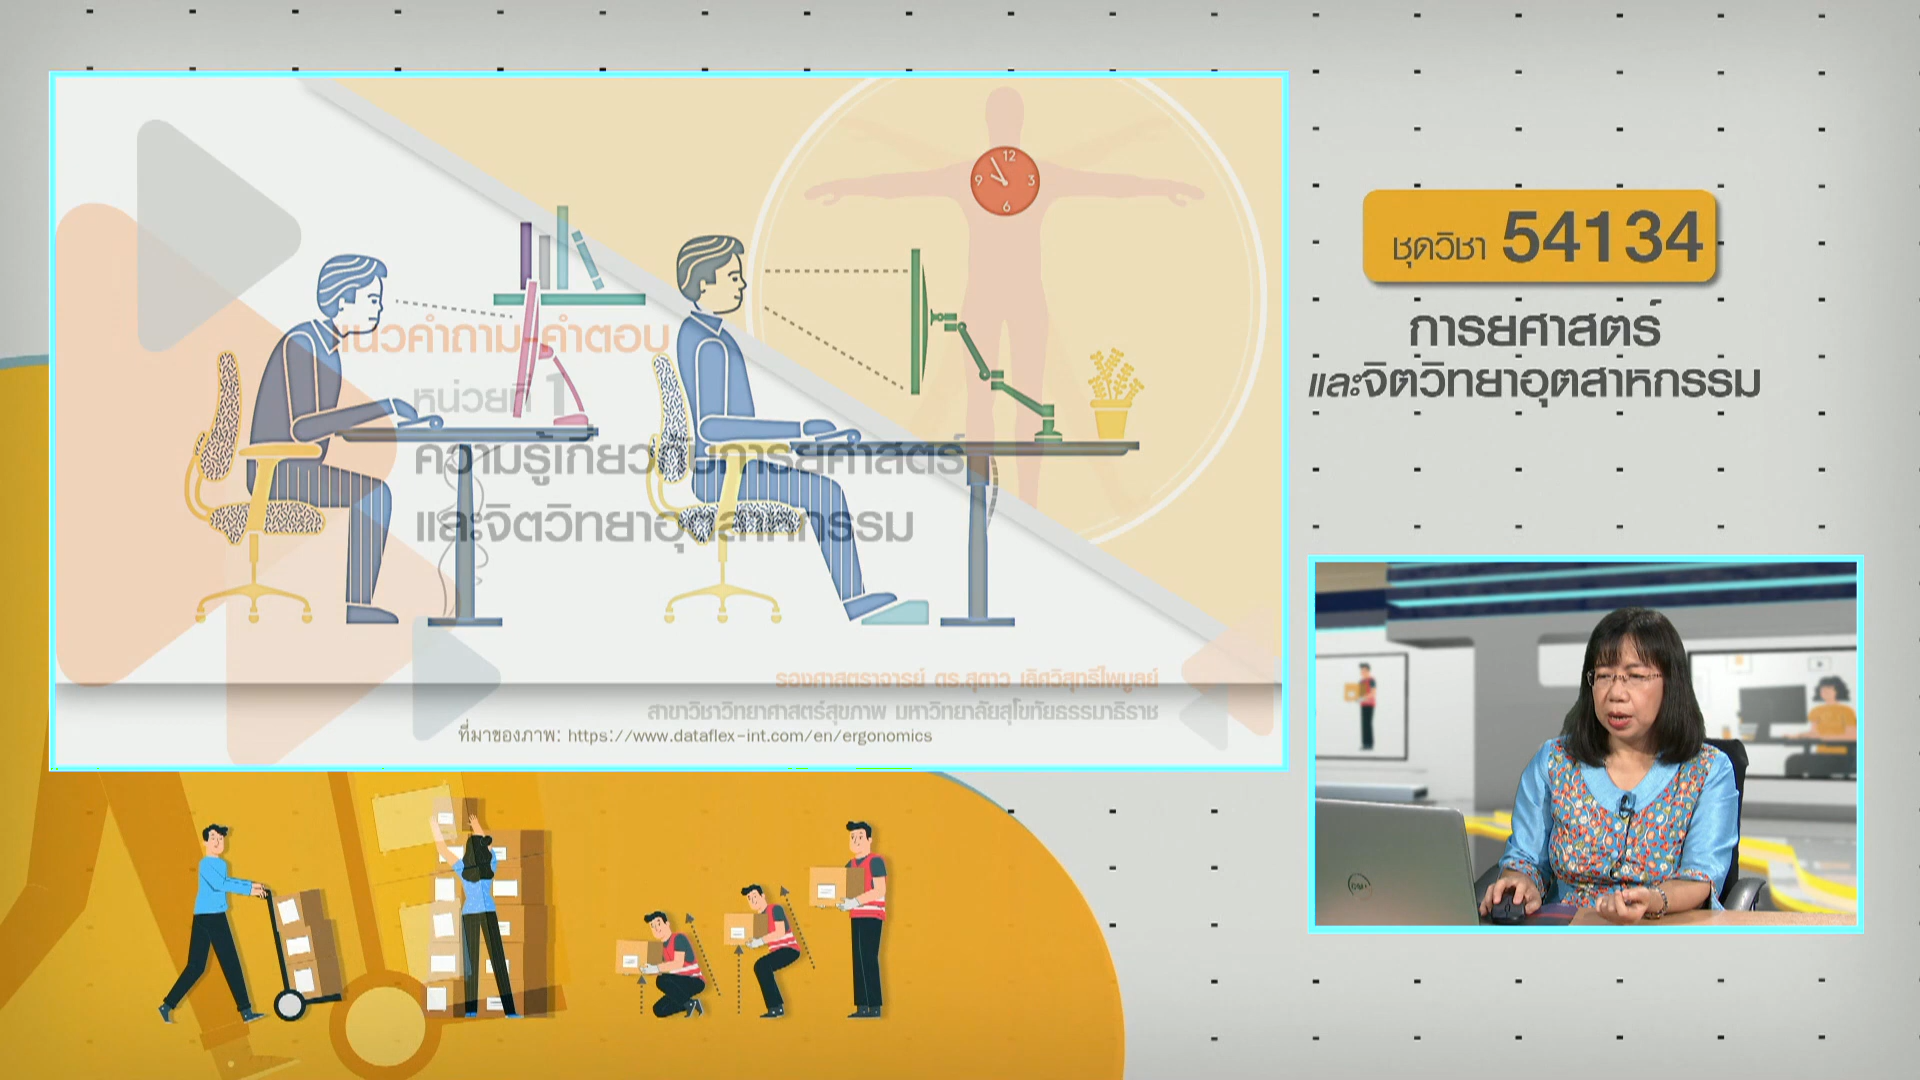 แนวคำถาม-คำตอบ
หน่วยที่ 1
ความรู้เกี่ยวกับการยศาสตร์
และจิตวิทยาอุตสาหกรรม
รองศาสตราจารย์ ดร.สุดาว เลิศวิสุทธิไพบูลย์
สาขาวิชาวิทยาศาสตร์สุขภาพ มหาวิทยาลัยสุโขทัยธรรมาธิราช
ที่มาของภาพ: https://www.dataflex-int.com/en/ergonomics
12
9 3
6
ชุดวิชา 54134
การยศาสตร์
และจิตวิทยาอุตสาหกรรม
DELL